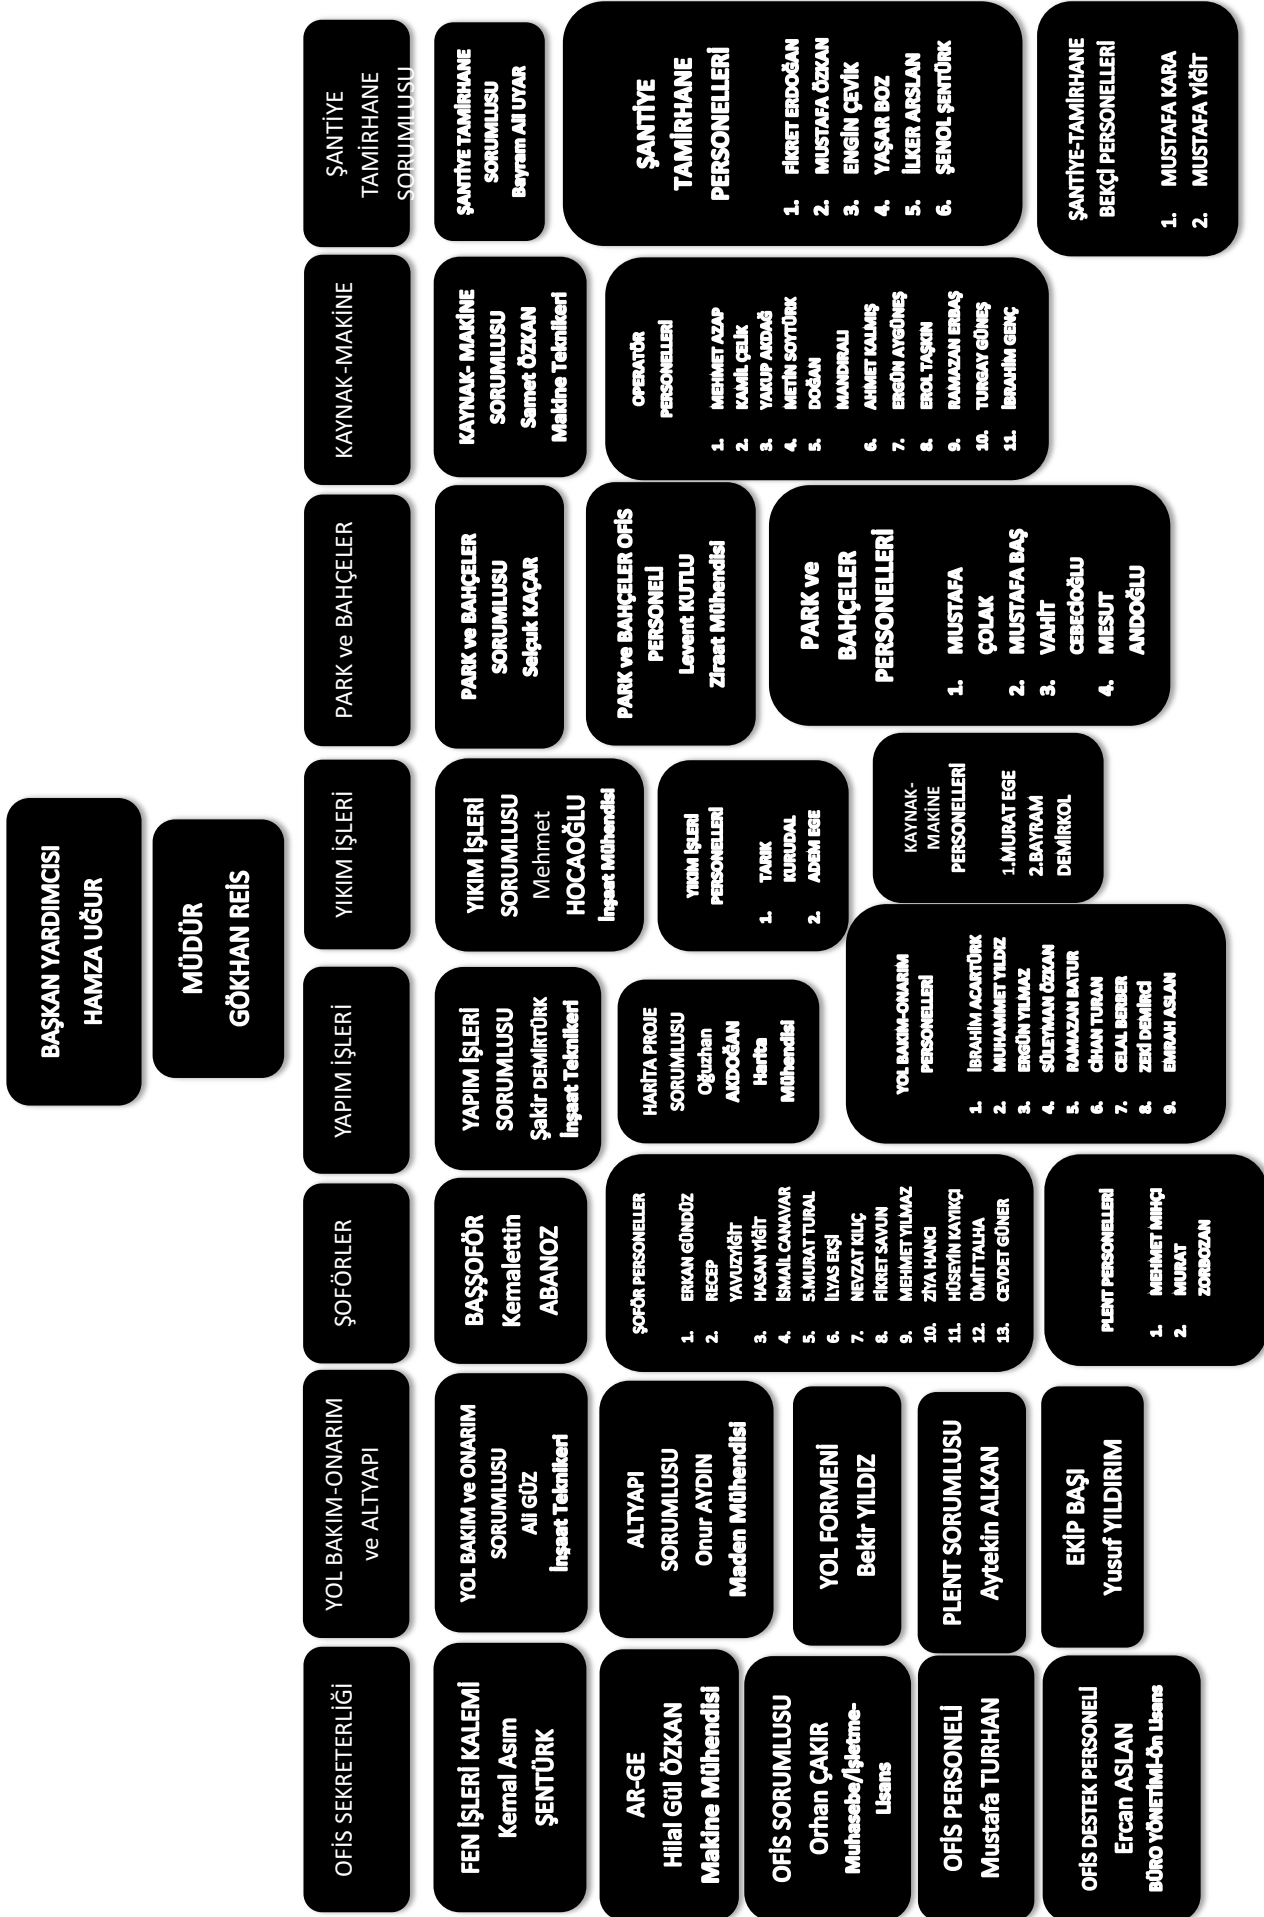 BAŞKAN YARDIMCISI
HAMZA UĞUR
MÜDÜR
GÖKHAN REİS
OFİS SEKRETERLİĞİ
FEN İŞLERİ KALEMİ
Kemal Asım
ŞENTÜRK
AR-GE
Hilal Gül ÖZKAN
Makine Mühendisi
OFİS SORUMLUSU
Orhan ÇAKIR
Muhasebe/İşletme-
Lisans
OFİS PERSONELİ
Mustafa TURHAN
OFİS DESTEK PERSONELİ
Ercan ASLAN
BÜRO YÖNETİMİ-Ön Lisans
YOL BAKIM-ONARIM
ve ALTYAPI
YOL BAKIM ve ONARIM
SORUMLUSU
Ali GÜZ
İnşaat Teknikeri
ALTYAPI
SORUMLUSU
Onur AYDIN
Maden Mühendisi
YOL FORMENİ
Bekir YILDIZ
PLENT SORUMLUSU
Aytekin ALKAN
EKİP BAŞI
Yusuf YILDIRIM
ŞOFÖRLER
BAŞŞOFÖR
Kemalettin
ABANOZ
ŞOFÖR PERSONELLER
1. ERKAN GÜNDÜZ
2. RECEP
YAVUZYİĞİT
3. HASAN YİĞİT
4. İSMAİL CANAVAR
5. 5.MURAT TURAL
6. İLYAS EKŞİ
7. NEVZAT KILIÇ
8. FİKRET SAVUN
9. MEHMET YILMAZ
10. ZİYA HANCI
11. HÜSEYİN KAYIKÇI
12. ÜMİT TALHA
13. CEVDET GÜNER
PLENT PERSONELLERİ
1. MEHMET MIHÇI
2. MURAT
ZORBOZAN
YAPIM İŞLERİ
YAPIM İŞLERİ
SORUMLUSU
Şakir DEMİRTÜRK
İnşaat Teknikeri
HARİTA PROJE
SORUMLUSU
Oğuzhan
AKDOĞAN
Harita
Mühendisi
YOL BAKIM-ONARIM
PERSONELLERİ
1. İBRAHİM ACARTÜRK
2. MUHAMMET YILDIZ
3. ERGÜN YILMAZ
4. SÜLEYMAN ÖZKAN
5. RAMAZAN BATUR
6. CİHAN TURAN
7. CELAL BERBER
8. ZEKİ DEMİRCİ
9. EMRAH ASLAN
YIKIM İŞLERİ
YIKIM İŞLERİ
SORUMLUSU
Mehmet
HOCAOĞLU
İnşaat Mühendisi
YIKIM İŞLERİ
PERSONELLERİ
1. TARIK
KURUDAL
2. ADEM EGE
KAYNAK-
MAKİNE
PERSONELLERİ
1.MURAT EGE
2.BAYRAM
DEMİRKOL
PARK ve BAHÇELER
PARK ve BAHÇELER
SORUMLUSU
Selçuk KAÇAR
PARK ve BAHÇELER OFİS
PERSONELİ
Levent KUTLU
Ziraat Mühendisi
PARK ve
BAHÇELER
PERSONELLERİ
1. MUSTAFA
ÇOLAK
2. MUSTAFA BAŞ
3. VAHİT
CEBECİOĞLU
4. MESUT
ANDOĞLU
KAYNAK-MAKİNE
KAYNAK- MAKİNE
SORUMLUSU
Samet ÖZKAN
Makine Teknikeri
OPERATÖR
PERSONELLERİ
1. MEHMET AZAP
2. KAMİL ÇELİK
3. YAKUP AKDAĞ
4. METİN SOYTÜRK
5. DOĞAN
MANDIRALI
6. AHMET KALMIŞ
7. ERGÜN AYGÜNEŞ
8. EROL TAŞKIN
9. RAMAZAN ERBAŞ
10. TURGAY GÜNEŞ
11. İBRAHİM GENÇ
ŞANTİYE
TAMİRHANE
SORUMLUSU
ŞANTİYE TAMİRHANE
SORUMLUSU
Bayram Ali UYAR
ŞANTİYE
TAMİRHANE
PERSONELLERİ
1. FİKRET ERDOĞAN
2. MUSTAFA ÖZKAN
3. ENGİN ÇEVİK
4. YAŞAR BOZ
5. İLKER ARSLAN
6. ŞENOL ŞENTÜRK
ŞANTİYE-TAMİRHANE
BEKÇİ PERSONELLERİ
1. MUSTAFA KARA
2. MUSTAFA YİĞİT